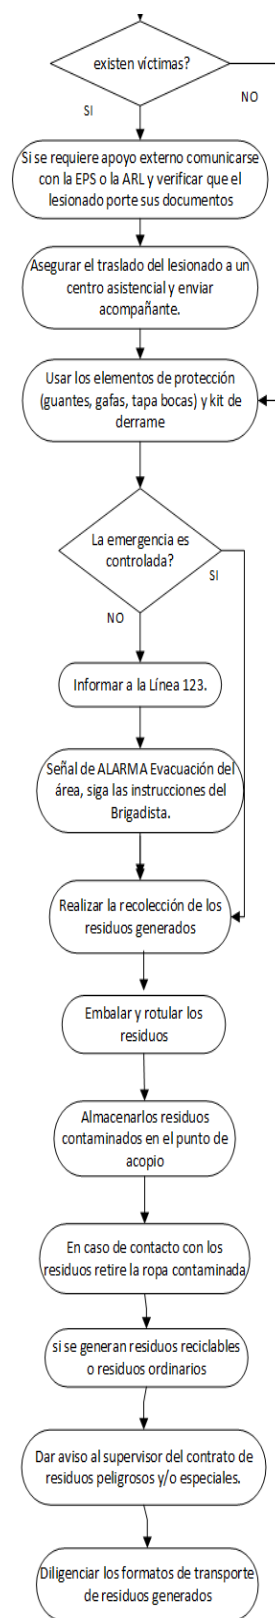 existen víctimas?
NO
SI
Si se requiere apoyo externo comunicarse
con la EPS o la ARL y verificar que el
lesionado porte sus documentos
Asegurar el traslado del lesionado a un
centro asistencial y enviar
acompañante.
Usar los elementos de protección
(guantes, gafas, tapa bocas) y kit de
derrame
La emergencia es
controlada?
SI
NO
Informar a la Línea 123.
Señal de ALARMA Evacuación del
área, siga las instrucciones del
Brigadista.
Realizar la recolección de los
residuos generados
Embalar y rotular los
residuos
Almacenarlos residuos
contaminados en el punto de
acopio
En caso de contacto con los
residuos retire la ropa contaminada
si se generan residuos reciclables
o residuos ordinarios
Dar aviso al supervisor del contrato de
residuos peligrosos y/o especiales.
Diligenciar los formatos de transporte
de residuos generados